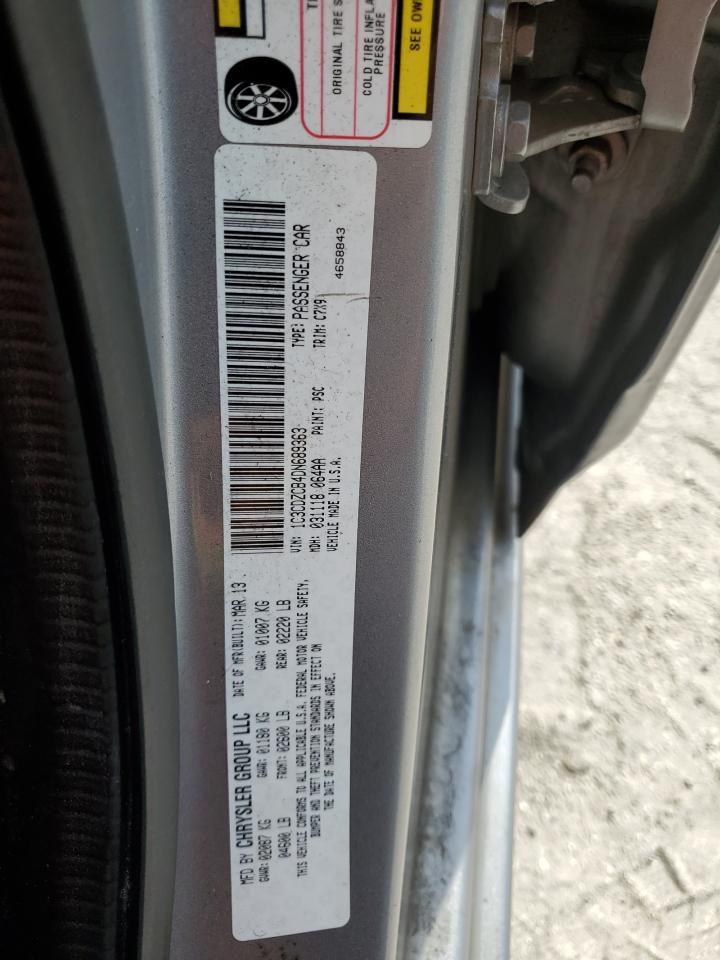 MFD BY CHRYSLER GROUP LLC DATE OF MFR(BUILT): MAR.13
GVWR: 02087 KG GAWR: 01180 KG GAWR: 01007 KG
04600 LB FRONT: 02600 LB REAR: 02220 LB
THIS VEHICLE CONFORMS TO ALL APPLICABLE U.S.A. FEDERAL MOTOR VEHICLE SAFETY,
BUMPER AND THEFT PREVENTION STANDARDS IN EFFECT ON
THE DATE OF MANUFACTURE SHOWN ABOVE.
VIN: 1C3CDZCB4DN689363 TYPE: PASSENGER CAR
MDH: 031118 064AA PAINT: PSC TRIM: C7X9
VEHICLE MADE IN U.S.A. 4658843
ORIGINAL TIRE
COLD TIRE
PRESSURE
SEE